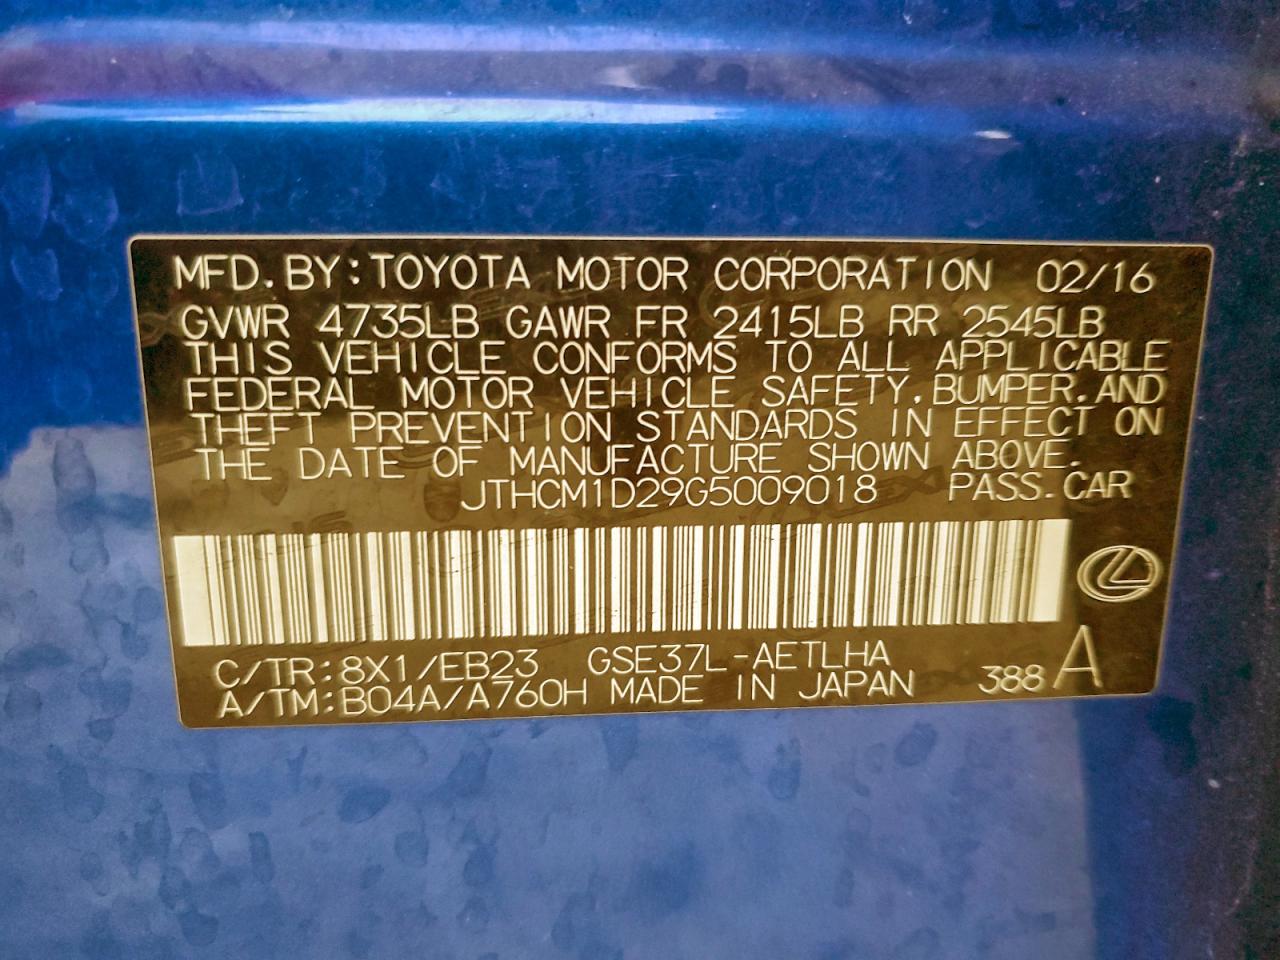 MFD. BY: TOYOTA MOTOR CORPORATION 02/16
GVWR 4735LB GAWR FR 2415LB RR 2545LB
THIS VEHICLE CONFORMS TO ALL APPLICABLE
FEDERAL MOTOR VEHICLE SAFETY, BUMPER, AND
THEFT PREVENTION STANDARDS IN EFFECT ON
THE DATE OF MANUFACTURE SHOWN ABOVE.
JTHCM1D29G5009018 PASS. CAR
C/TR: 8X1/EB23 GSE37L-AETLHA
A/TM: B04A/A760H MADE IN JAPAN 388 A